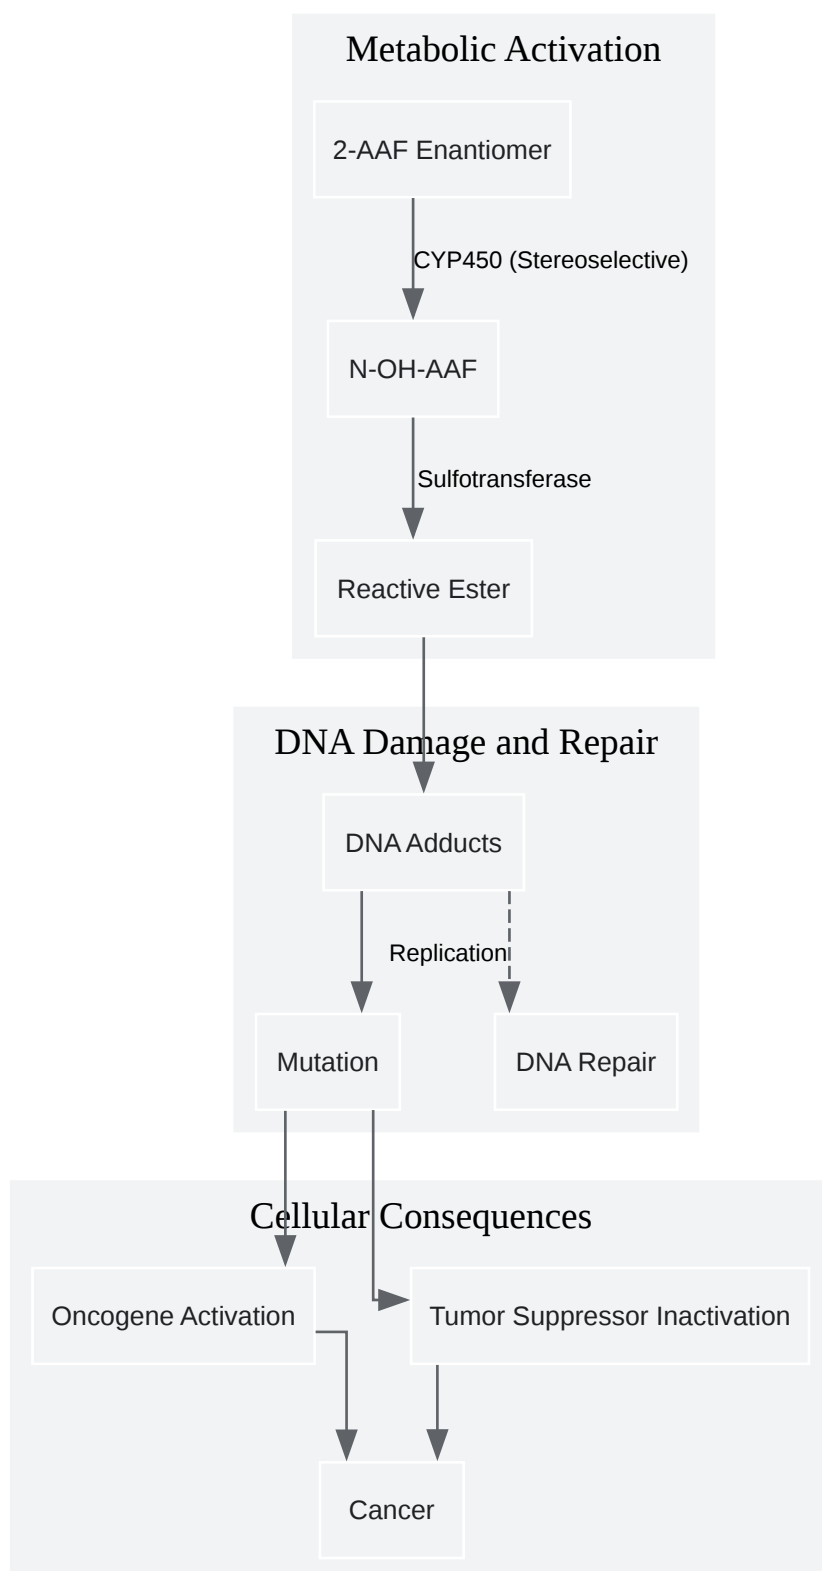 Metabolic Activation
2-AAF Enantiomer
CYP450 (Stereoselective)
N-OH-AAF
Sulfotransferase
Reactive Ester
DNA Damage and Repair
DNA Adducts
Replication
Mutation
DNA Repair
Cellular Consequences
Oncogene Activation
Tumor Suppressor Inactivation
Cancer